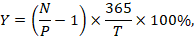 Y = (N/P − 1) × 365/T × 100%,